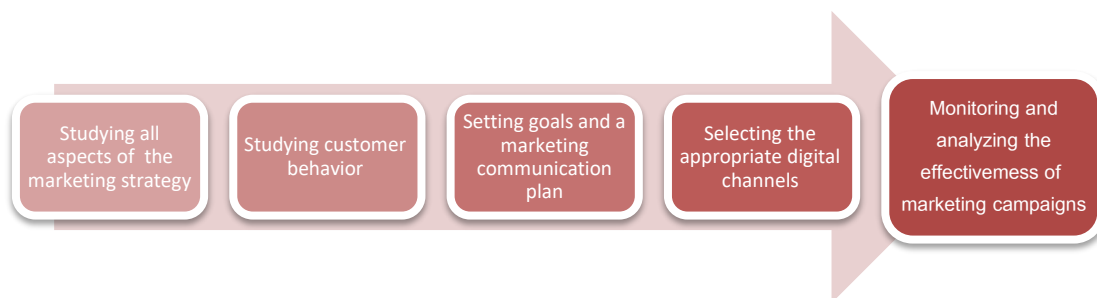 Studying all
aspects of  the
marketing strategy
Studying customer
behavior
Setting goals and a
marketing
communication
plan
Selecting the
appropriate digital
channels
Monitoring and
analyzing the
effectiveness of
marketing campaigns